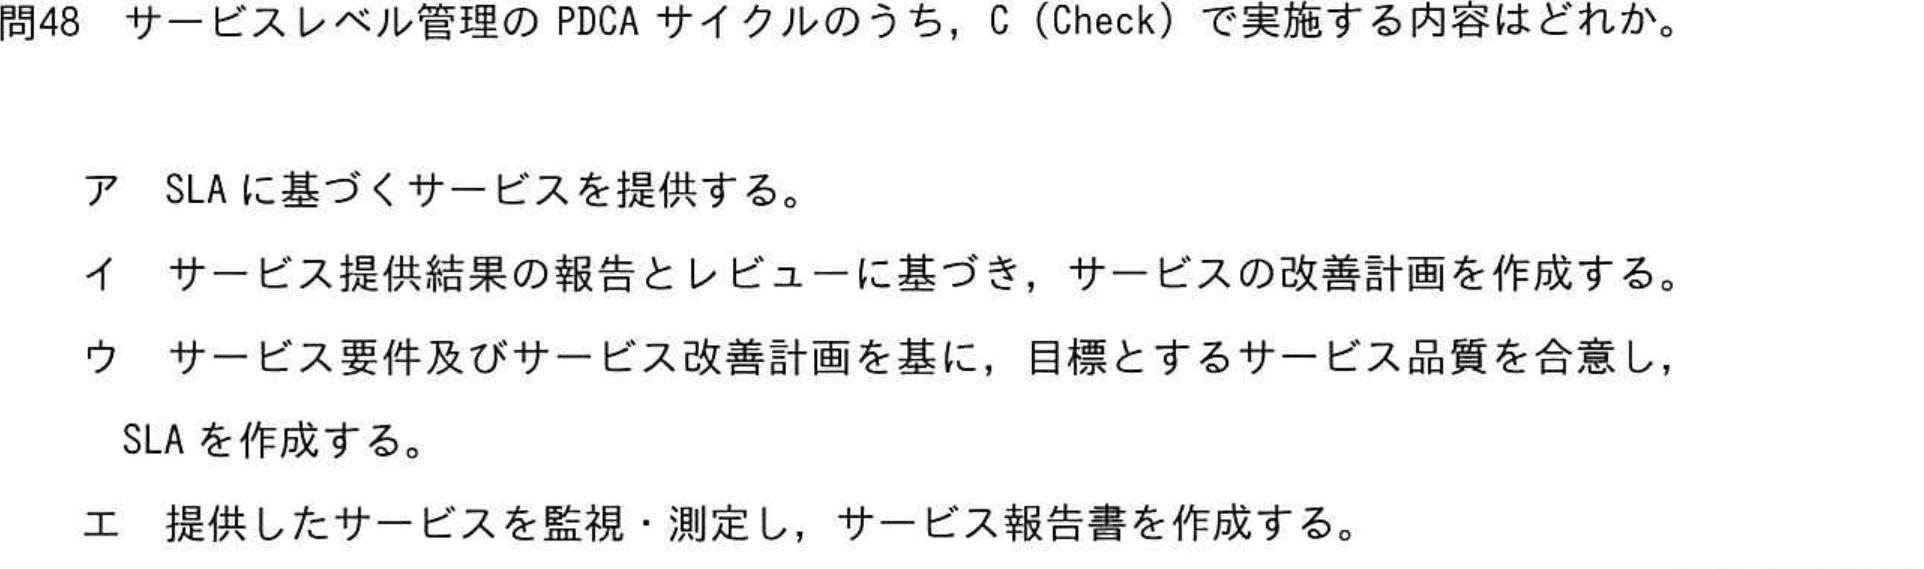 問48 サービスレベル管理の PDCA サイクルのうち，C（Check）で実施する内容はどれか。
ア SLA に基づくサービスを提供する。
イ サービス提供結果の報告とレビューに基づき，サービスの改善計画を作成する。
ウ サービス要件及びサービス改善計画を基に，目標とするサービス品質を合意し，
SLA を作成する。
エ 提供したサービスを監視・測定し，サービス報告書を作成する。